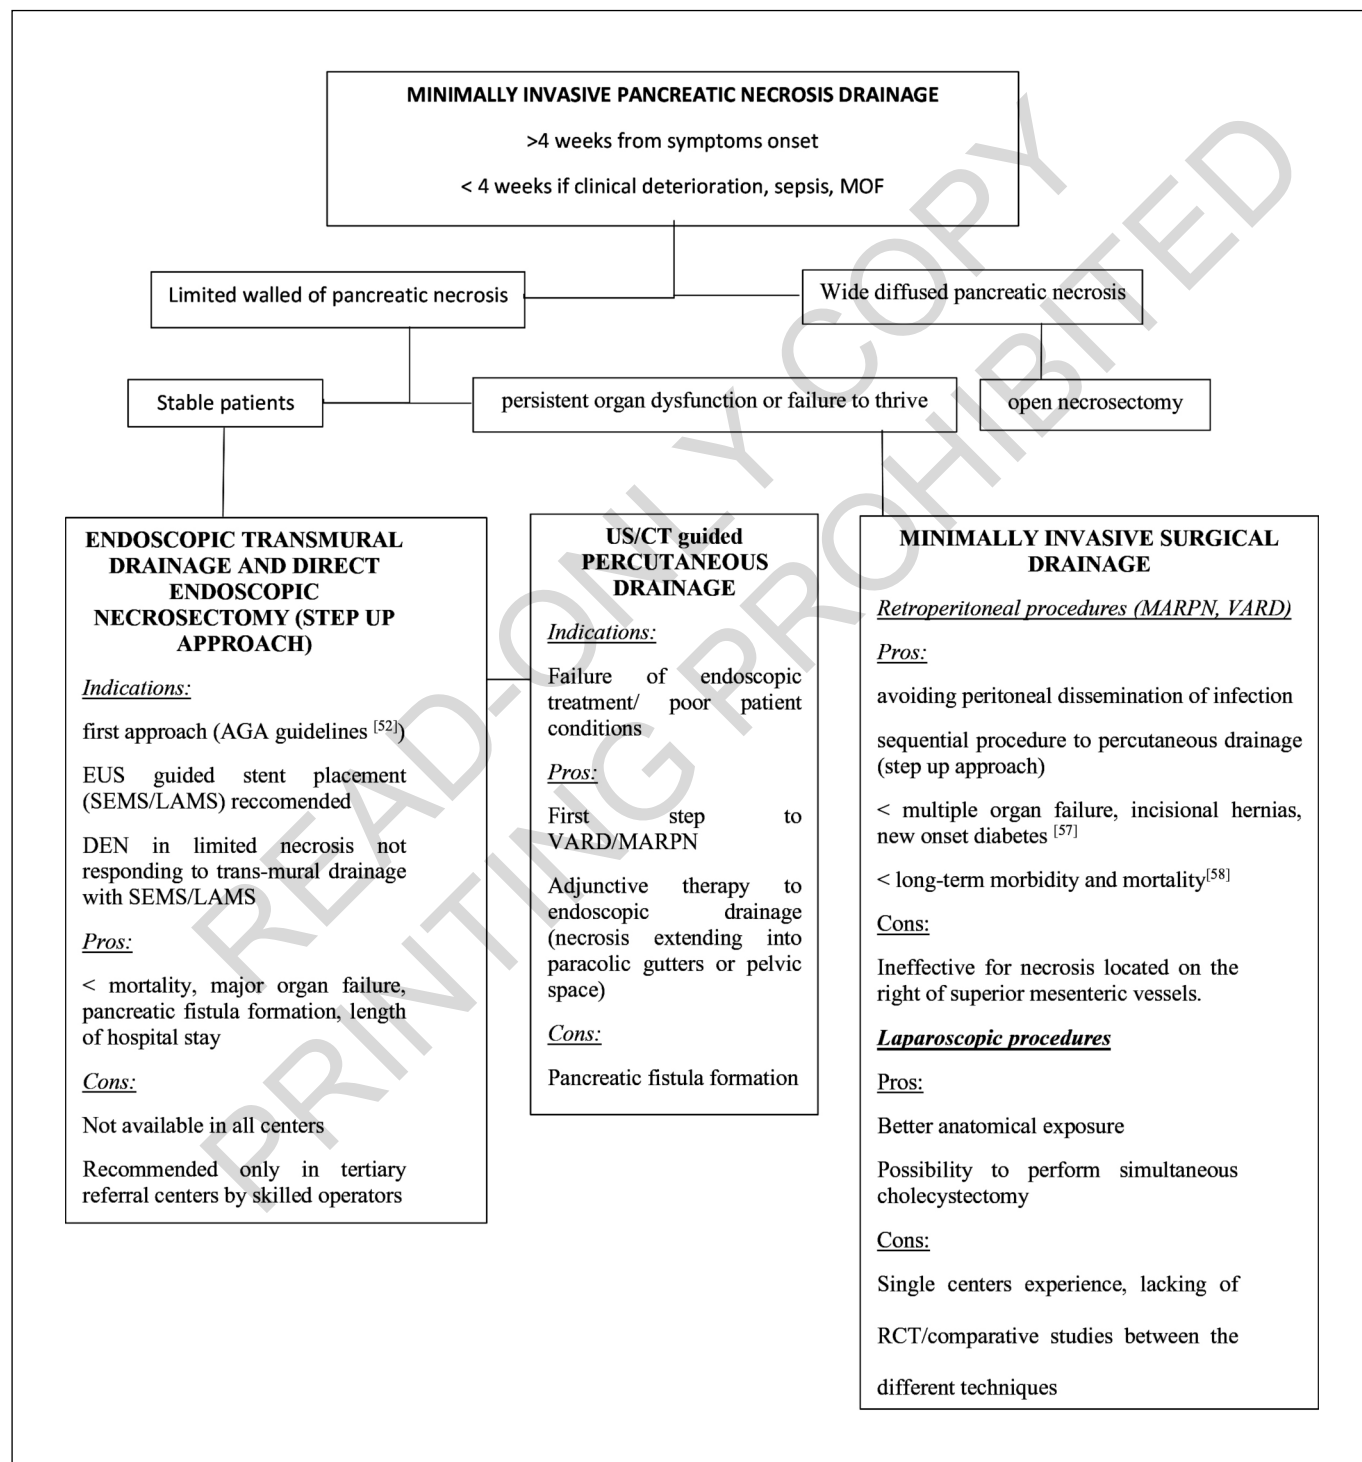 MINIMALLY INVASIVE PANCREATIC NECROSIS DRAINAGE
>4 weeks from symptoms onset
< 4 weeks if clinical deterioration, sepsis, MOF
Limited walled of pancreatic necrosis
Wide diffused pancreatic necrosis
Stable patients
persistent organ dysfunction or failure to thrive
open necrosectomy
ENDOSCOPIC TRANSMURAL
DRAINAGE AND DIRECT
ENDOSCOPIC
NECROSECTOMY (STEP UP
APPROACH)
Indications:
first approach (AGA guidelines [52])
EUS guided stent placement
(SEMS/LAMS) reccomended
DEN in limited necrosis not
responding to trans-mural drainage
with SEMS/LAMS
Pros:
< mortality, major organ failure,
pancreatic fistula formation, length
of hospital stay
Cons:
Not available in all centers
Recommended only in tertiary
referral centers by skilled operators
US/CT guided
PERCUTANEOUS
DRAINAGE
Indications:
Failure of endoscopic
treatment/ poor patient
conditions
Pros:
First step to
VARD/MARPN
Adjunctive therapy to
endoscopic drainage
(necrosis extending into
paracolic gutters or pelvic
space)
Cons:
Pancreatic fistula formation
MINIMALLY INVASIVE SURGICAL
DRAINAGE
Retroperitoneal procedures (MARPN, VARD)
Pros:
avoiding peritoneal dissemination of infection
sequential procedure to percutaneous drainage
(step up approach)
< multiple organ failure, incisional hernias,
new onset diabetes [57]
< long-term morbidity and mortality[58]
Cons:
Ineffective for necrosis located on the
right of superior mesenteric vessels.
Laparoscopic procedures
Pros:
Better anatomical exposure
Possibility to perform simultaneous
cholecystectomy
Cons:
Single centers experience, lacking of
RCT/comparative studies between the
different techniques
READ-ONLY COPY
PRINTING PROHIBITED